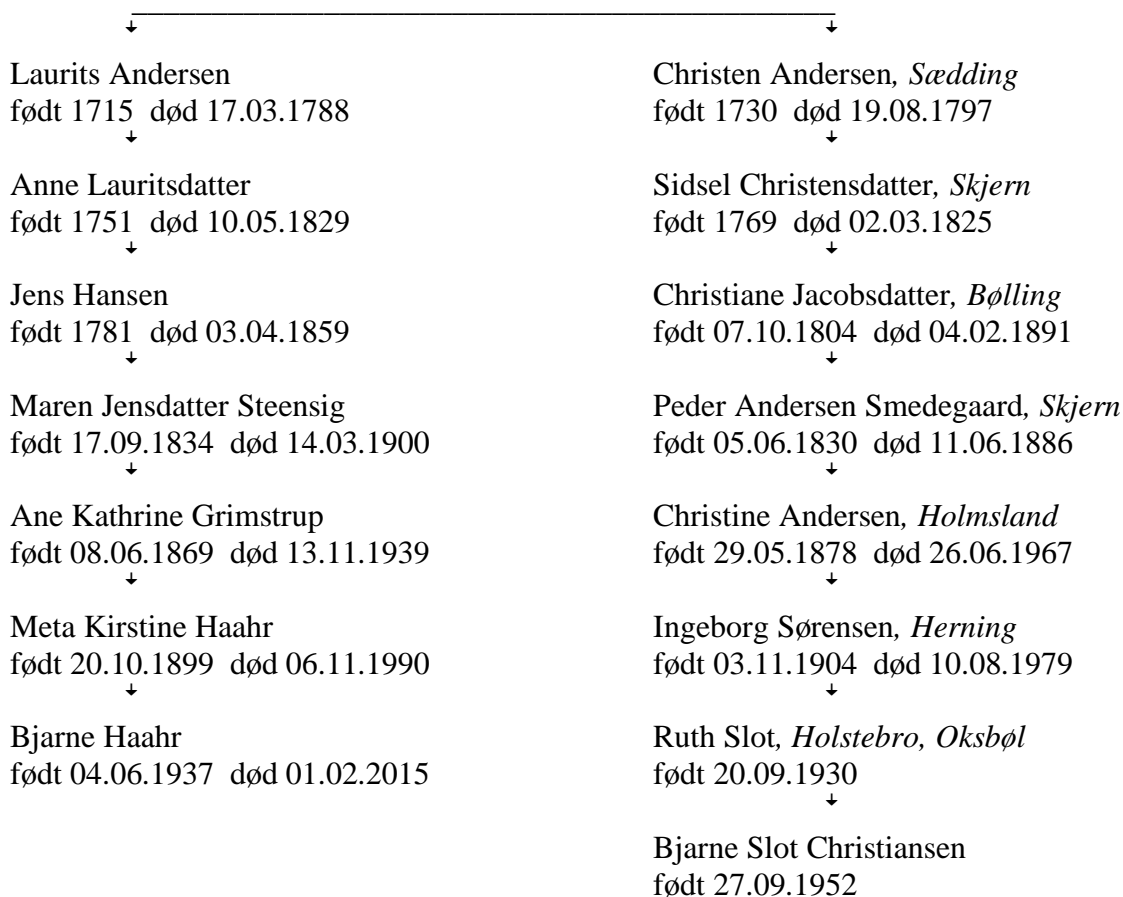 Laurits Andersen
født 1715 død 17.03.1788
Anne Lauritsdatter
født 1751 død 10.05.1829
Jens Hansen
født 1781 død 03.04.1859
Maren Jensdatter Steensig
født 17.09.1834 død 14.03.1900
Ane Kathrine Grimstrup
født 08.06.1869 død 13.11.1939
Meta Kirstine Haahr
født 20.10.1899 død 06.11.1990
Bjarne Haahr
født 04.06.1937 død 01.02.2015
Christen Andersen, Sædding
født 1730 død 19.08.1797
Sidsel Christensdatter, Skjern
født 1769 død 02.03.1825
Christiane Jacobsdatter, Bølling
født 07.10.1804 død 04.02.1891
Peder Andersen Smedegaard, Skjern
født 05.06.1830 død 11.06.1886
Christine Andersen, Holmsland
født 29.05.1878 død 26.06.1967
Ingeborg Sørensen, Herning
født 03.11.1904 død 10.08.1979
Ruth Slot, Holstebro, Oksbøl
født 20.09.1930
Bjarne Slot Christiansen
født 27.09.1952